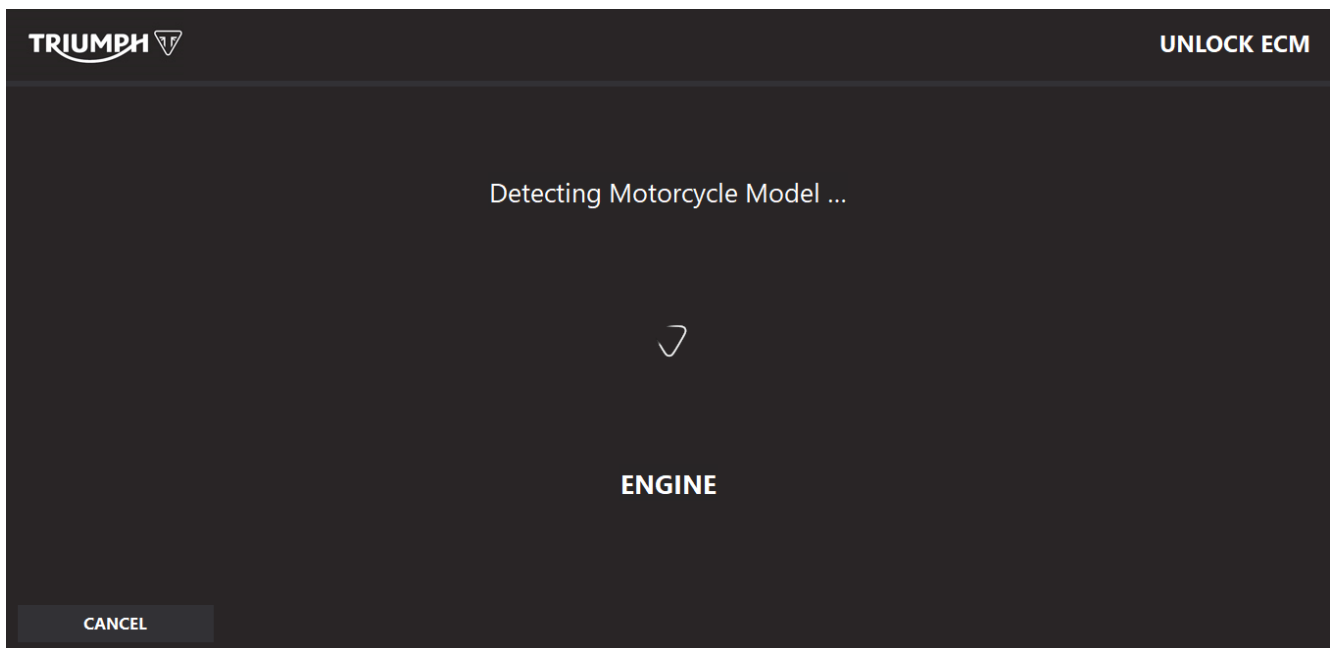 TRIUMPH
UNLOCK ECM
Detecting Motorcycle Model ...
ENGINE
CANCEL